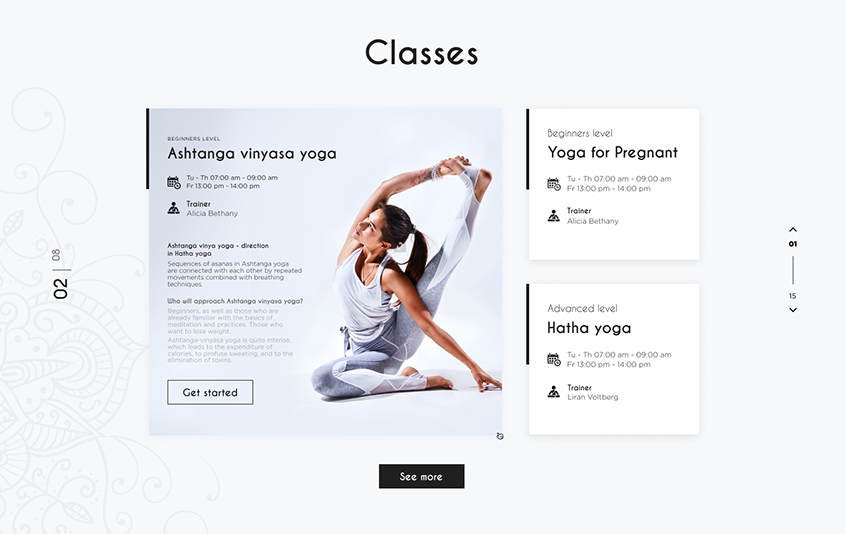 Classes
BEGINNERS LEVEL
Ashtanga vinyasa yoga
Tu - Th 07:00 am - 09:00 am
Fr 13:00 pm - 14:00 pm
Trainer
Alicia Bethany
Ashtanga vinya yoga - direction
in Hatha yoga
Sequences of asanas in Ashtanga yoga
are connected with each other by repeated
movements combined with breathing
techniques.
Who will approach Ashtanga vinyasa yoga?
Beginners, as well as those who are
already familiar with the basics of
meditation and practices. Those who
want to lose weight.
Ashtanga-vinyasa yoga is quite intense,
which leads to the expenditure of
calories, to profuse sweating, and to the
elimination of toxins.
Get started
Beginners level
Yoga for Pregnant
Tu - Th 07:00 am - 09:00 am
Fr 13:00 pm - 14:00 pm
Trainer
Alicia Bethany
Advanced level
Hatha yoga
Tu - Th 07:00 am - 09:00 am
Fr 13:00 pm - 14:00 pm
Trainer
Liran Voltberg
02 | 08
01
15
See more